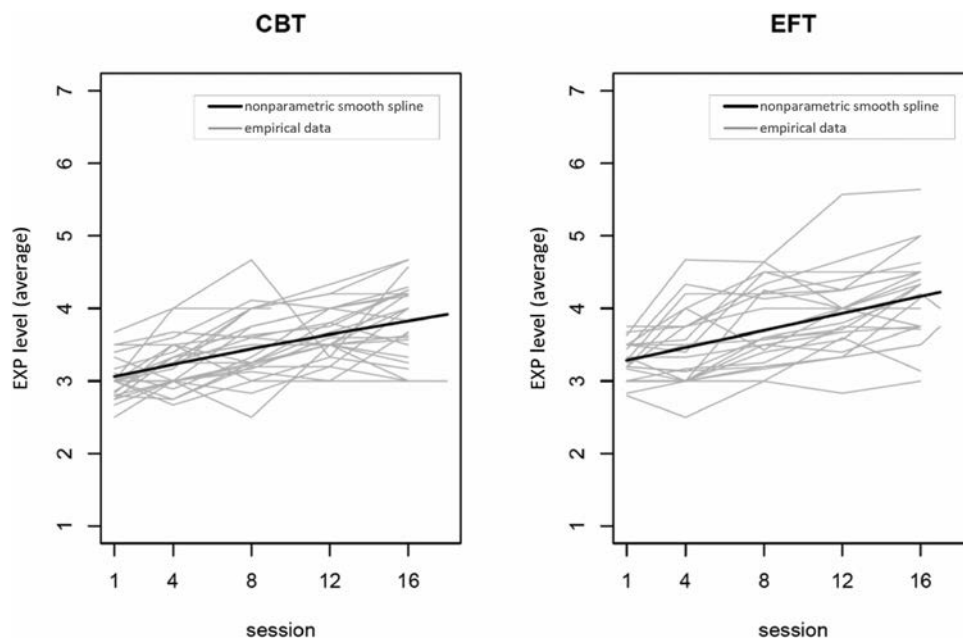 CBT
EXP level (average)
7
6
5
4
3
2
1
nonparametric smooth spline
empirical data
1 4 8 12 16
session
EFT
EXP level (average)
7
6
5
4
3
2
1
nonparametric smooth spline
empirical data
1 4 8 12 16
session